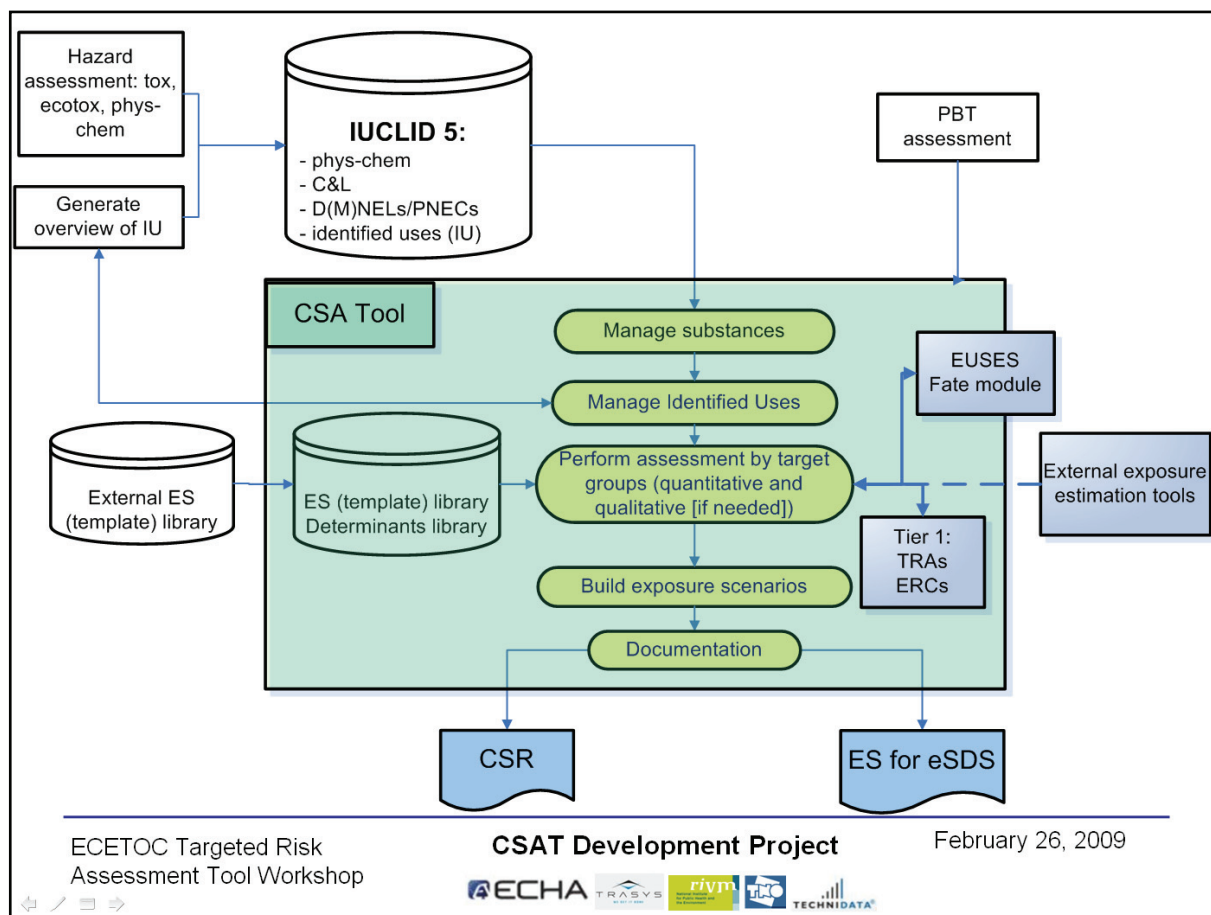 Hazard
assessment: tox,
ecotox, phys-
chem
Generate
overview of IU
IUCLID 5:
- phys-chem
- C&L
- D(M)NELs/PNECs
- identified uses (IU)
PBT
assessment
CSA Tool
Manage substances
Manage Identified Uses
EUSES
Fate module
External ES
(template) library
ES (template) library
Determinants library
Perform assessment by target
groups (quantitative and
qualitative [if needed])
External exposure
estimation tools
Tier 1:
TRAs
ERCs
Build exposure scenarios
Documentation
CSR
ES for eSDS
ECETOC Targeted Risk
Assessment Tool Workshop
CSAT Development Project
February 26, 2009
ECHA
TRASYS
rivm
TNO
TECHNIDATA